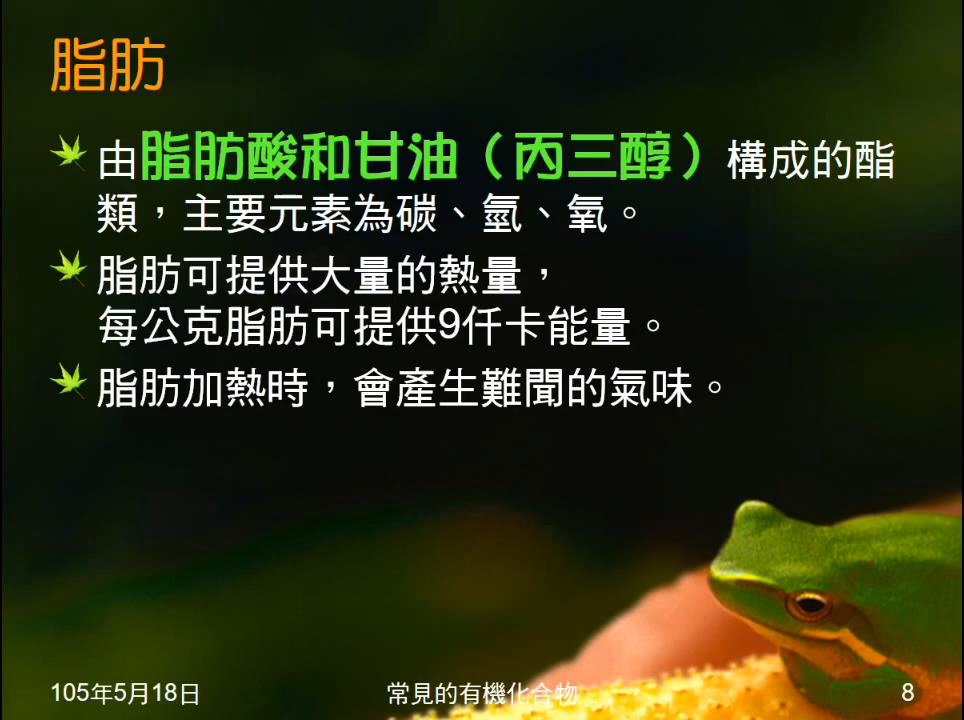 脂肪
由脂肪酸和甘油（丙三醇）構成的酯
類，主要元素為碳、氫、氧。
脂肪可提供大量的熱量，
每公克脂肪可提供9仟卡能量。
脂肪加熱時，會產生難聞的氣味。
105年5月18日
常見的有機化合物
8